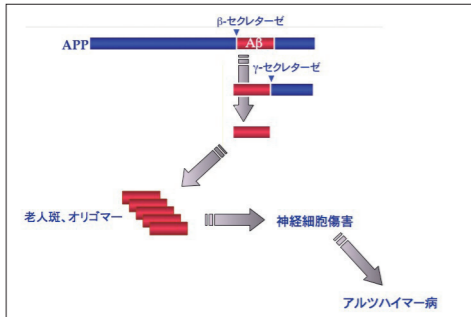 β-セクレターゼ
APP
Aβ
γ-セクレターゼ
老人斑、オリゴマー
神経細胞傷害
アルツハイマー病